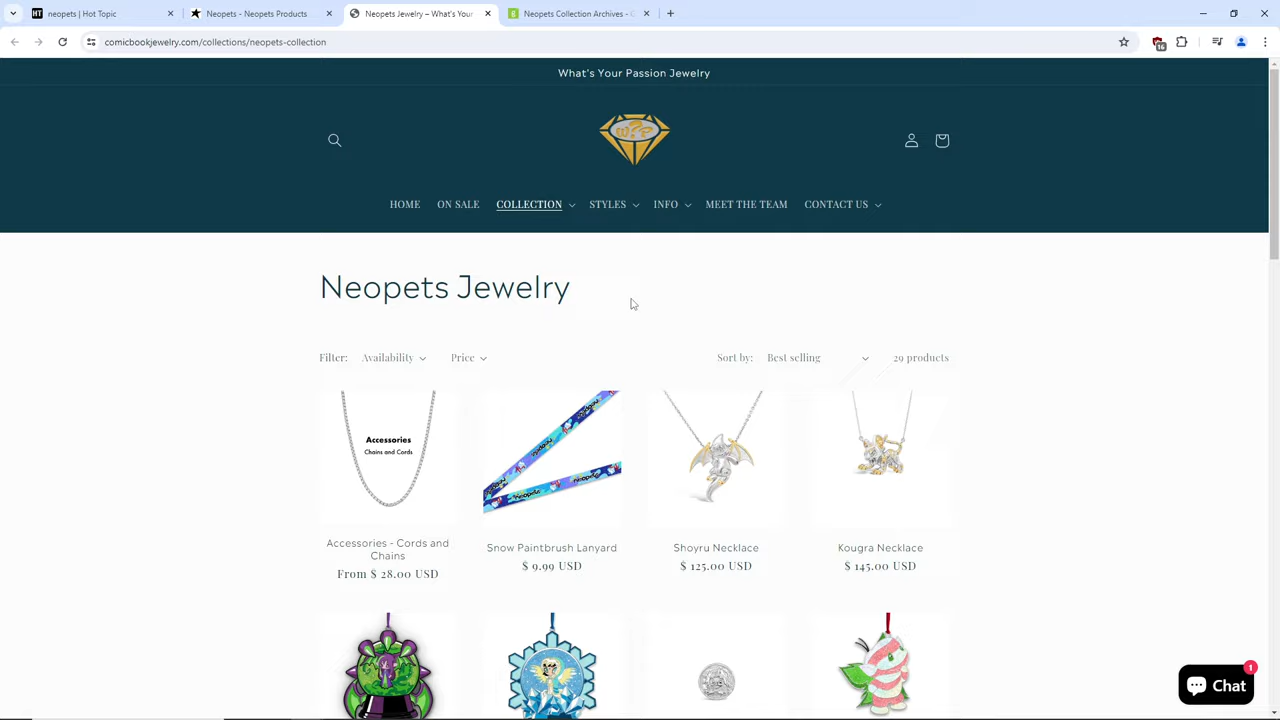 neopets | Hot Topic
Neopets - Neopets Products
Neopets Jewelry – What's Your
Neopets Collection Archives -
comicbookjewelry.com/collections/neopets-collection
16
What's Your Passion Jewelry
W?P
HOME ON SALE COLLECTION STYLES INFO MEET THE TEAM CONTACT US
Neopets Jewelry
Filter: Availability Price Sort by: Best selling 29 products
Accessories
Chains and Cords
Accessories - Cords and
Chains
From $ 28.00 USD
Snow Paintbrush Lanyard
$ 9.99 USD
Shoyru Necklace
$ 125.00 USD
Kougra Necklace
$ 145.00 USD
Chat
1